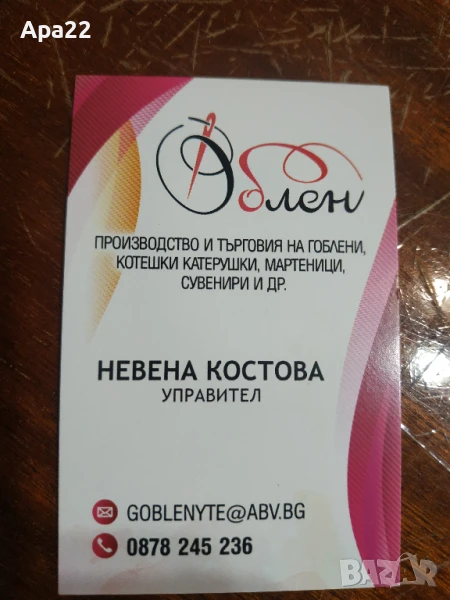 Apa22
Гоблен
ПРОИЗВОДСТВО И ТЪРГОВИЯ НА ГОБЛЕНИ,
КОТЕШКИ КАТЕРУШКИ, МАРТЕНИЦИ,
СУВЕНИРИ И ДР.
НЕВЕНА КОСТОВА
УПРАВИТЕЛ
GOBLENYTE@ABV.BG
0878 245 236
BAZAR